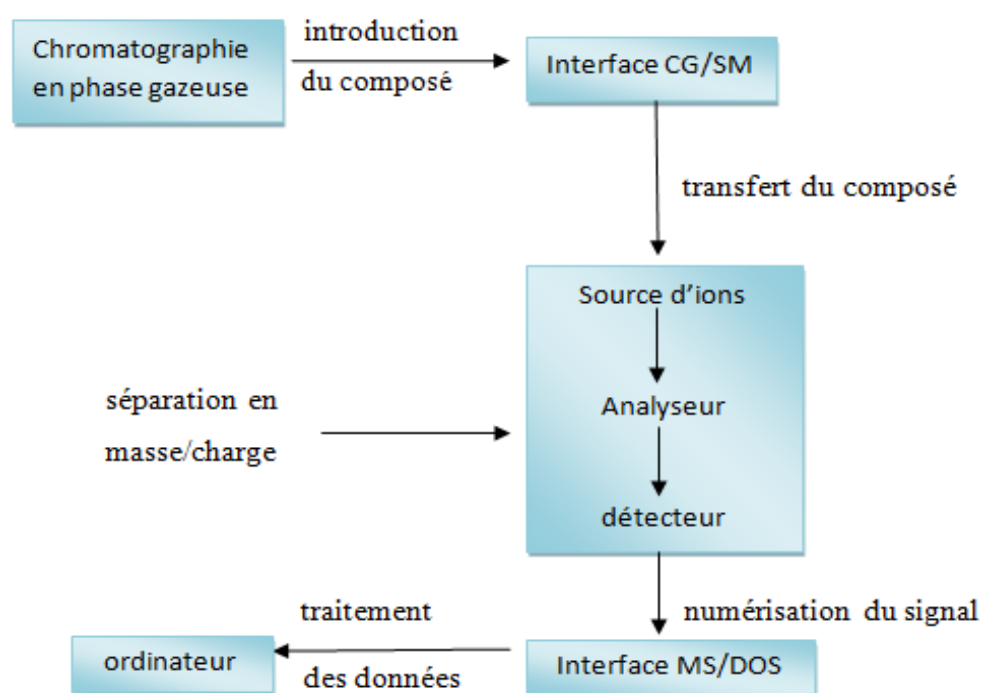 Chromatographie
en phase gazeuse
introduction
du composé
Interface CG/SM
transfert du composé
Source d'ions
Analyseur
détecteur
séparation en
masse/charge
numérisation du signal
Interface MS/DOS
traitement
des données
ordinateur